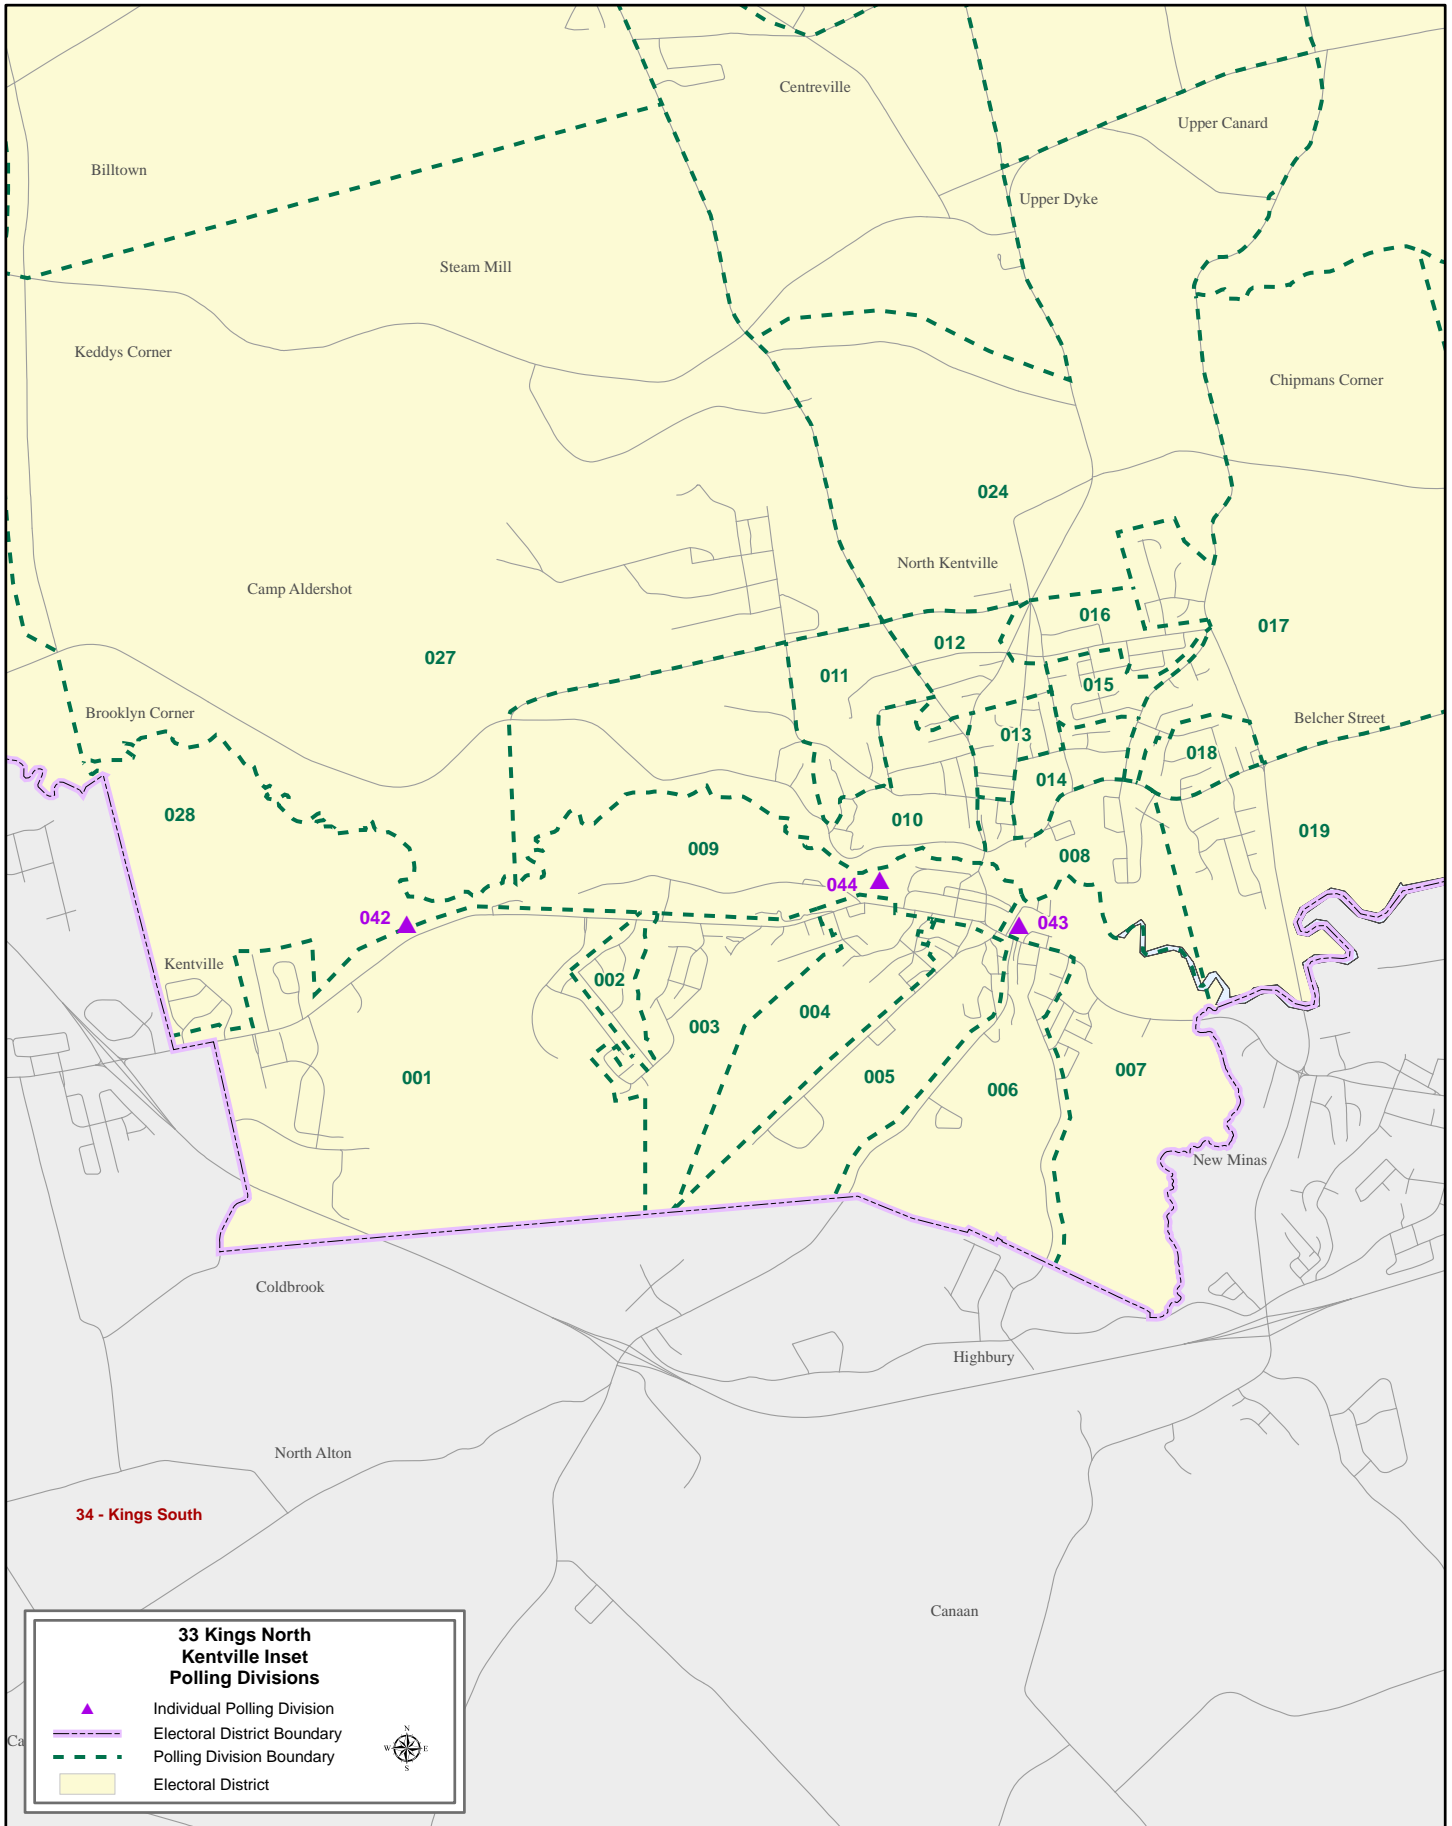 Centreville
Upper Canard
Billtown
Upper Dyke
Steam Mill
Keddys Corner
Chipmans Corner
024
North Kentville
Camp Aldershot
016
017
012
027
011
015
Brooklyn Corner
Belcher Street
013
018
014
028
010
019
009
008
044
042
043
Kentville
002
004
003
001
005
006
007
New Minas
Coldbrook
Highbury
North Alton
34 - Kings South
Canaan
33 Kings North
Kentville Inset
Polling Divisions
Individual Polling Division
Electoral District Boundary
Polling Division Boundary
Electoral District
N
W E
S
Ca